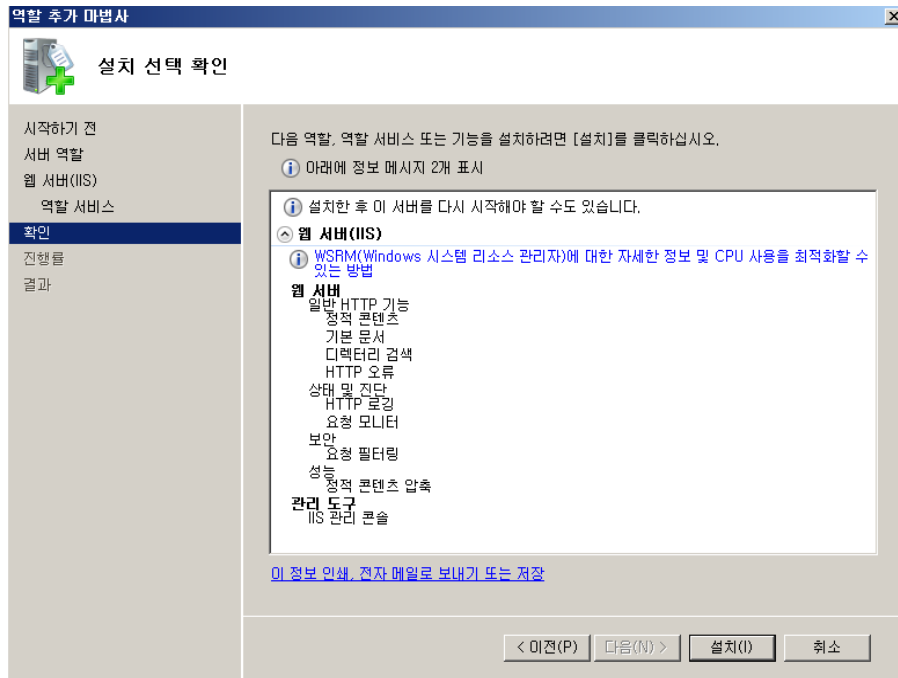 역할 추가 마법사
설치 선택 확인
시작하기 전
서버 역할
웹 서버(IIS)
역할 서비스
확인
진행률
결과
다음 역할, 역할 서비스 또는 기능을 설치하려면 [설치]를 클릭하십시오.
아래에 정보 메시지 2개 표시
설치한 후 이 서버를 다시 시작해야 할 수도 있습니다.
웹 서버(IIS)
WSRM(Windows 시스템 리소스 관리자)에 대한 자세한 정보 및 CPU 사용을 최적화할 수
있는 방법
웹 서버
일반 HTTP 기능
정적 콘텐츠
기본 문서
디렉터리 검색
HTTP 오류
상태 및 진단
HTTP 로깅
요청 모니터
보안
요청 필터링
성능
정적 콘텐츠 압축
관리 도구
IIS 관리 콘솔
이 정보 인쇄, 전자 메일로 보내기 또는 저장
< 이전(P) 다음(N) > 설치(I) 취소